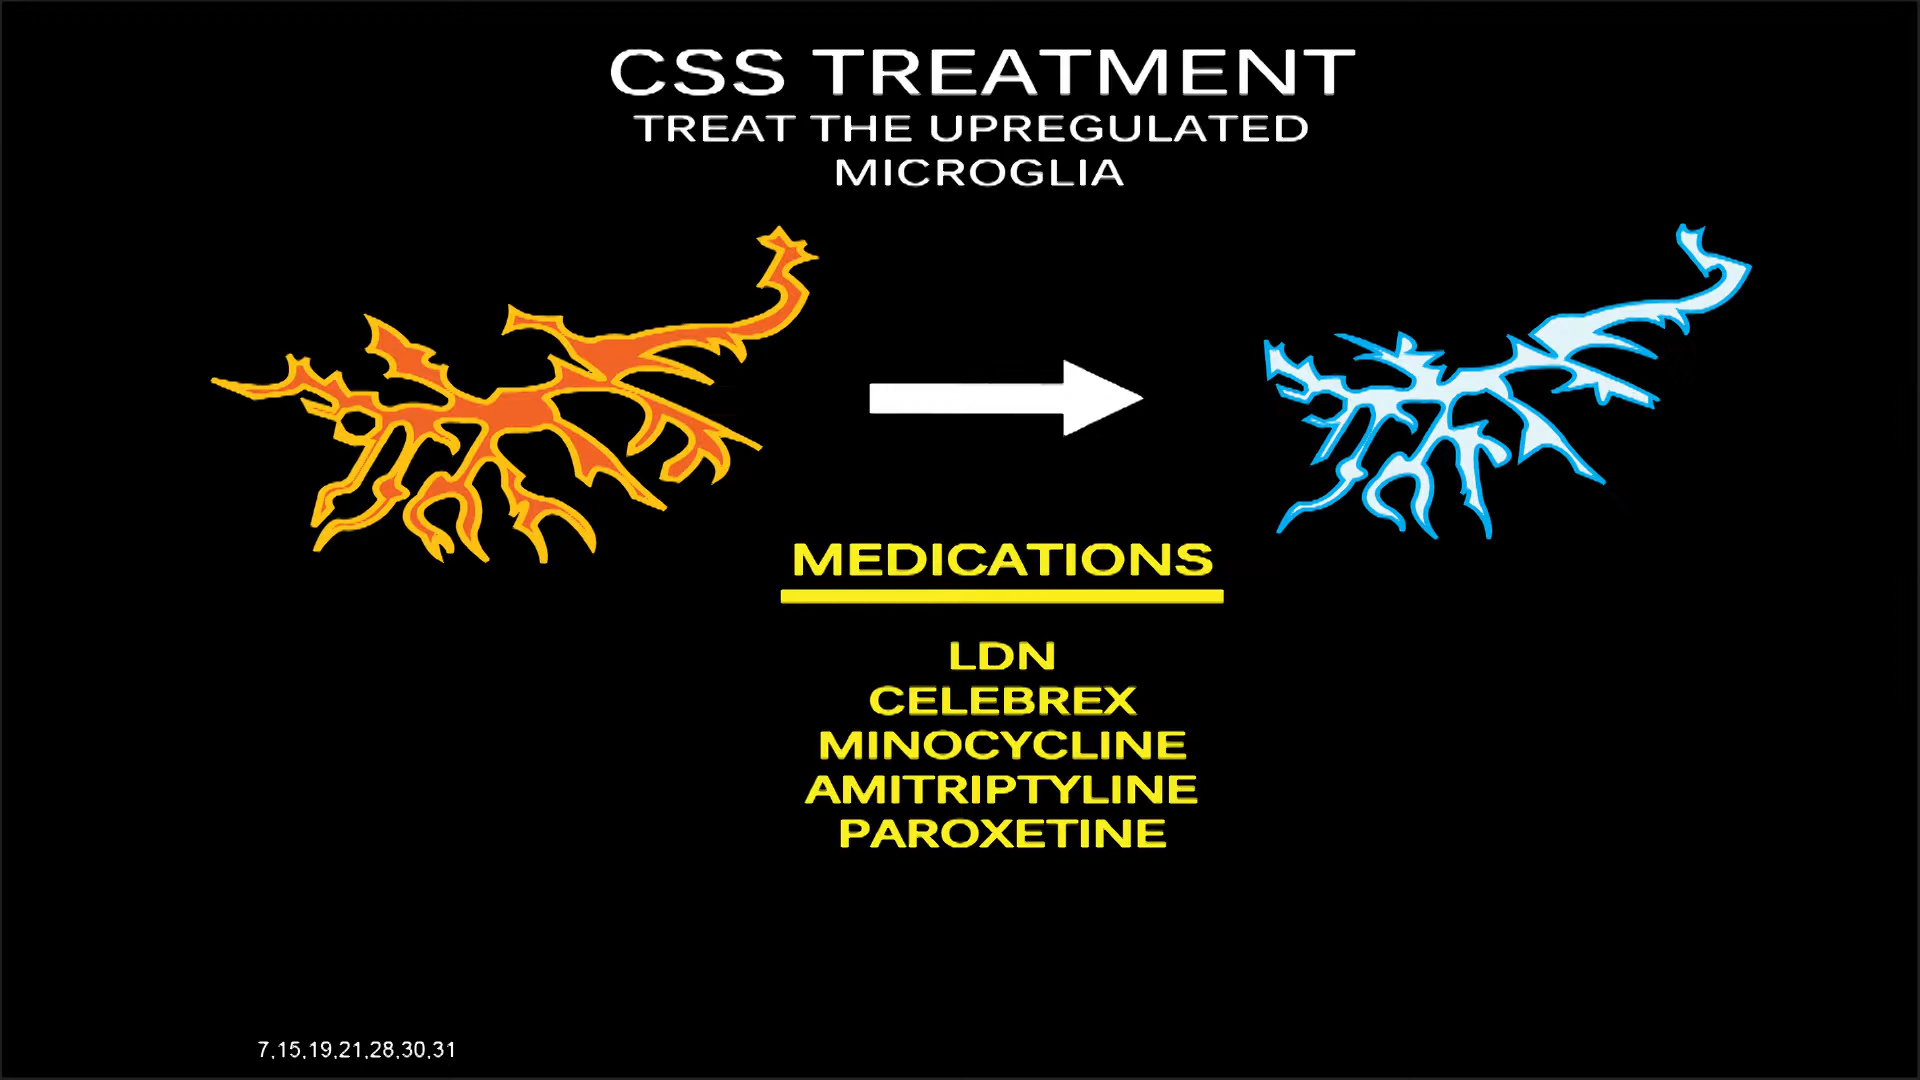 CSS TREATMENT
TREAT THE UPREGULATED
MICROGLIA
MEDICATIONS
LDN
CELEBREX
MINOCYCLINE
AMITRIPTYLINE
PAROXETINE
7,15,19,21,28,30,31